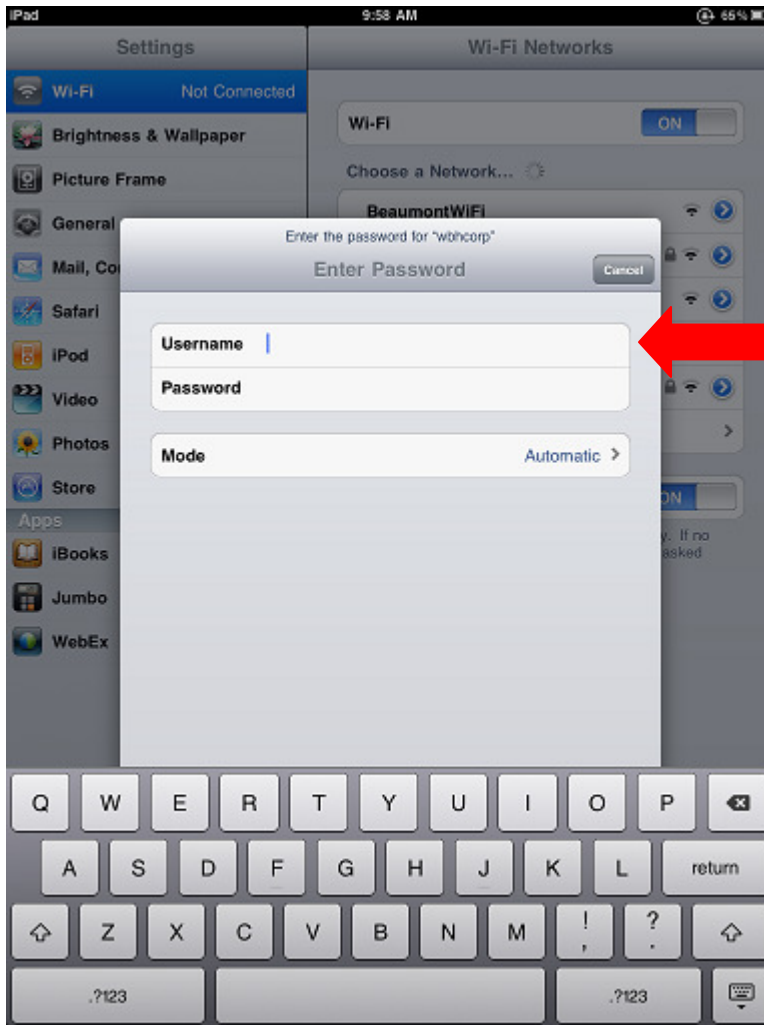 iPad 9:58 AM 65%
Settings Wi-Fi Networks
Wi-Fi Not Connected
Brightness & Wallpaper
Picture Frame
General
Mail, Co
Safari
iPod
Video
Photos
Store
Apps
iBooks
Jumbo
WebEx
Wi-Fi ON
Choose a Network...
BeaumontWiFi
ON
y. If no
asked
Enter the password for "wbhcorp"
Enter Password Cancel
Username
Password
Mode Automatic
Q W E R T Y U I O P
A S D F G H J K L return
Z X C V B N M ! , ? .
.?123 .?123